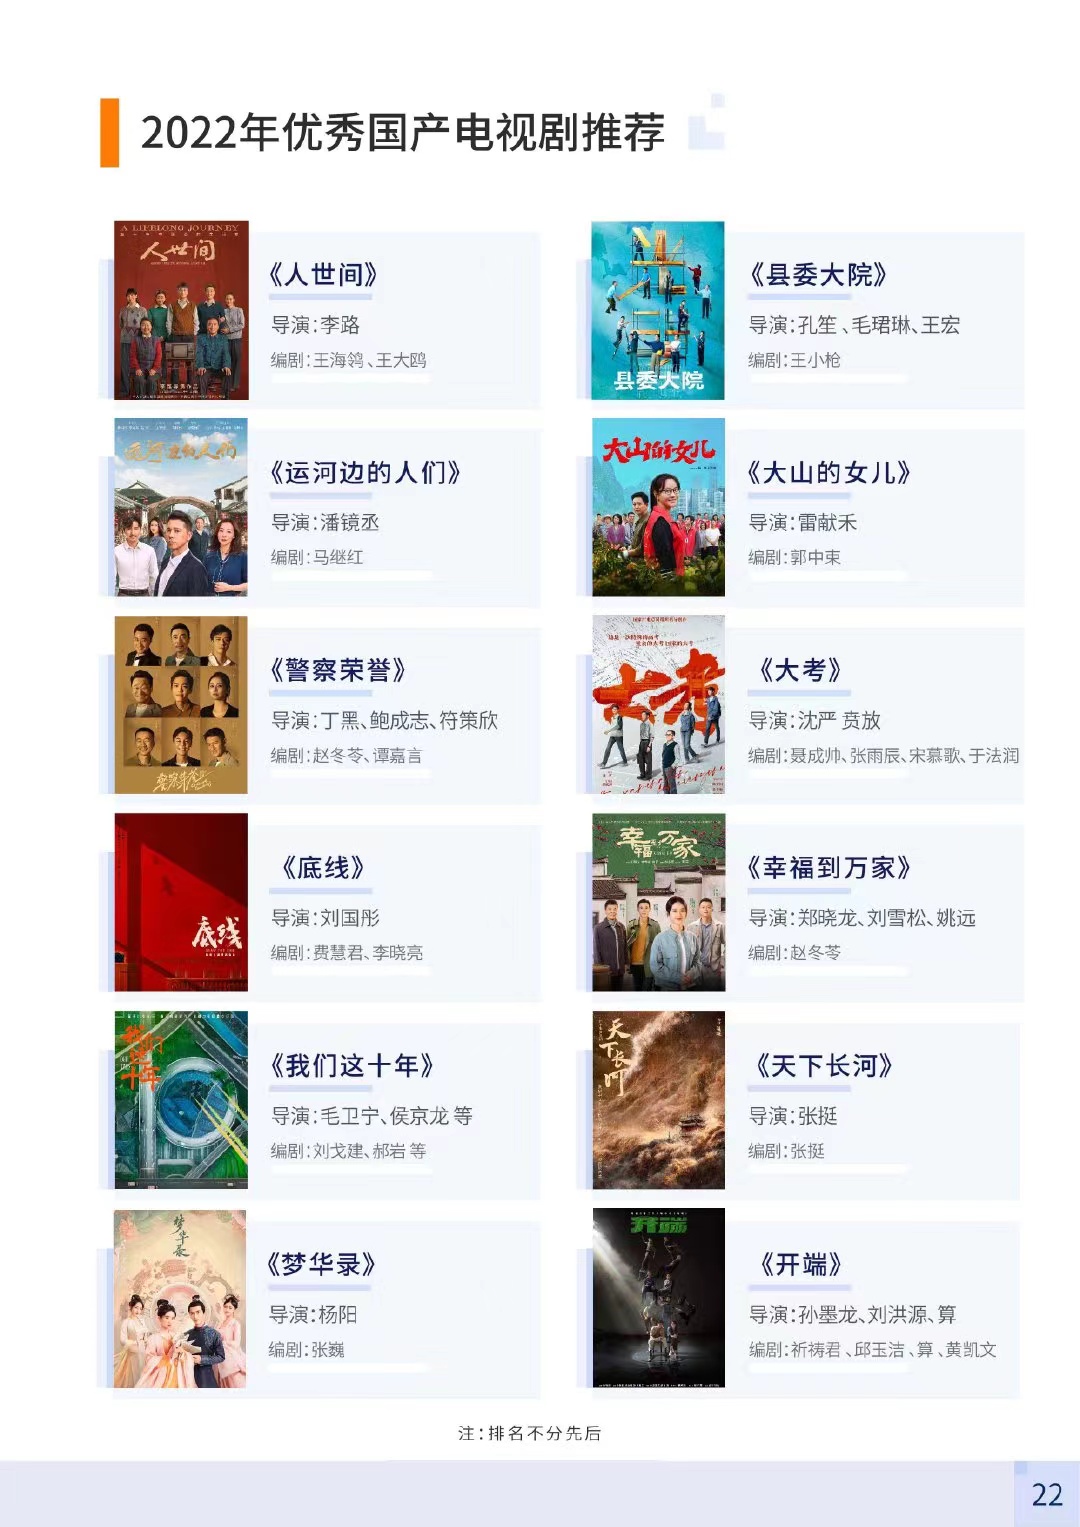 2022年优秀国产电视剧推荐
A LIFELONG JOURNEY
人世间
《人世间》
导演：李路
编剧：王海鸰、王大鸥
县委大院
《县委大院》
导演：孔笙、毛珺琳、王宏
编剧：王小枪
运河边的人们
《运河边的人们》
导演：潘镜丞
编剧：马继红
大山的女儿
《大山的女儿》
导演：雷献禾
编剧：郭中束
警察荣誉
《警察荣誉》
导演：丁黑、鲍成志、符策欣
编剧：赵冬苓、谭嘉言
大考
《大考》
导演：沈严 贲放
编剧：聂成帅、张雨辰、宋慕歌、于法润
底线
《底线》
导演：刘国彤
编剧：费慧君、李晓亮
幸福到万家
《幸福到万家》
导演：郑晓龙、刘雪松、姚远
编剧：赵冬苓
我们这十年
《我们这十年》
导演：毛卫宁、侯京龙 等
编剧：刘戈建、郝岩 等
天下长河
《天下长河》
导演：张挺
编剧：张挺
梦华录
《梦华录》
导演：杨阳
编剧：张巍
开端
《开端》
导演：孙墨龙、刘洪源、算
编剧：祈祷君、邱玉洁、算、黄凯文
注：排名不分先后
22